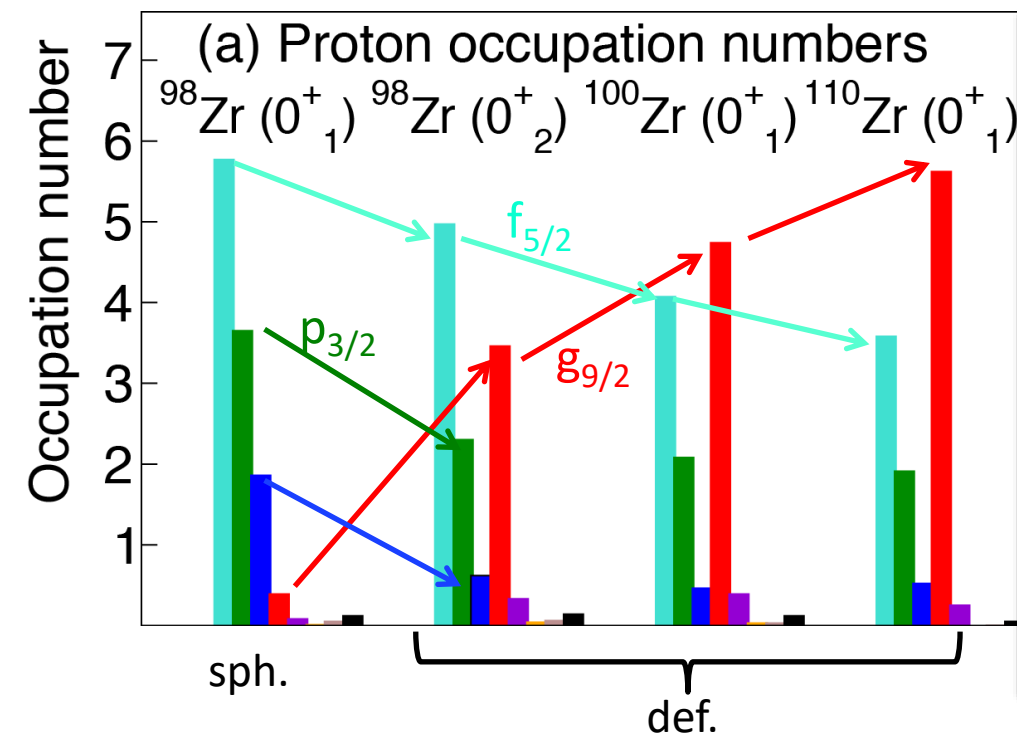 (a) Proton occupation numbers
⁹⁸Zr (0⁺₁) ⁹⁸Zr (0⁺₂) ¹⁰⁰Zr (0⁺₁) ¹¹⁰Zr (0⁺₁)
Occupation number
7
6
5
4
3
2
1
f₅/₂
p₃/₂
g₉/₂
sph.
def.